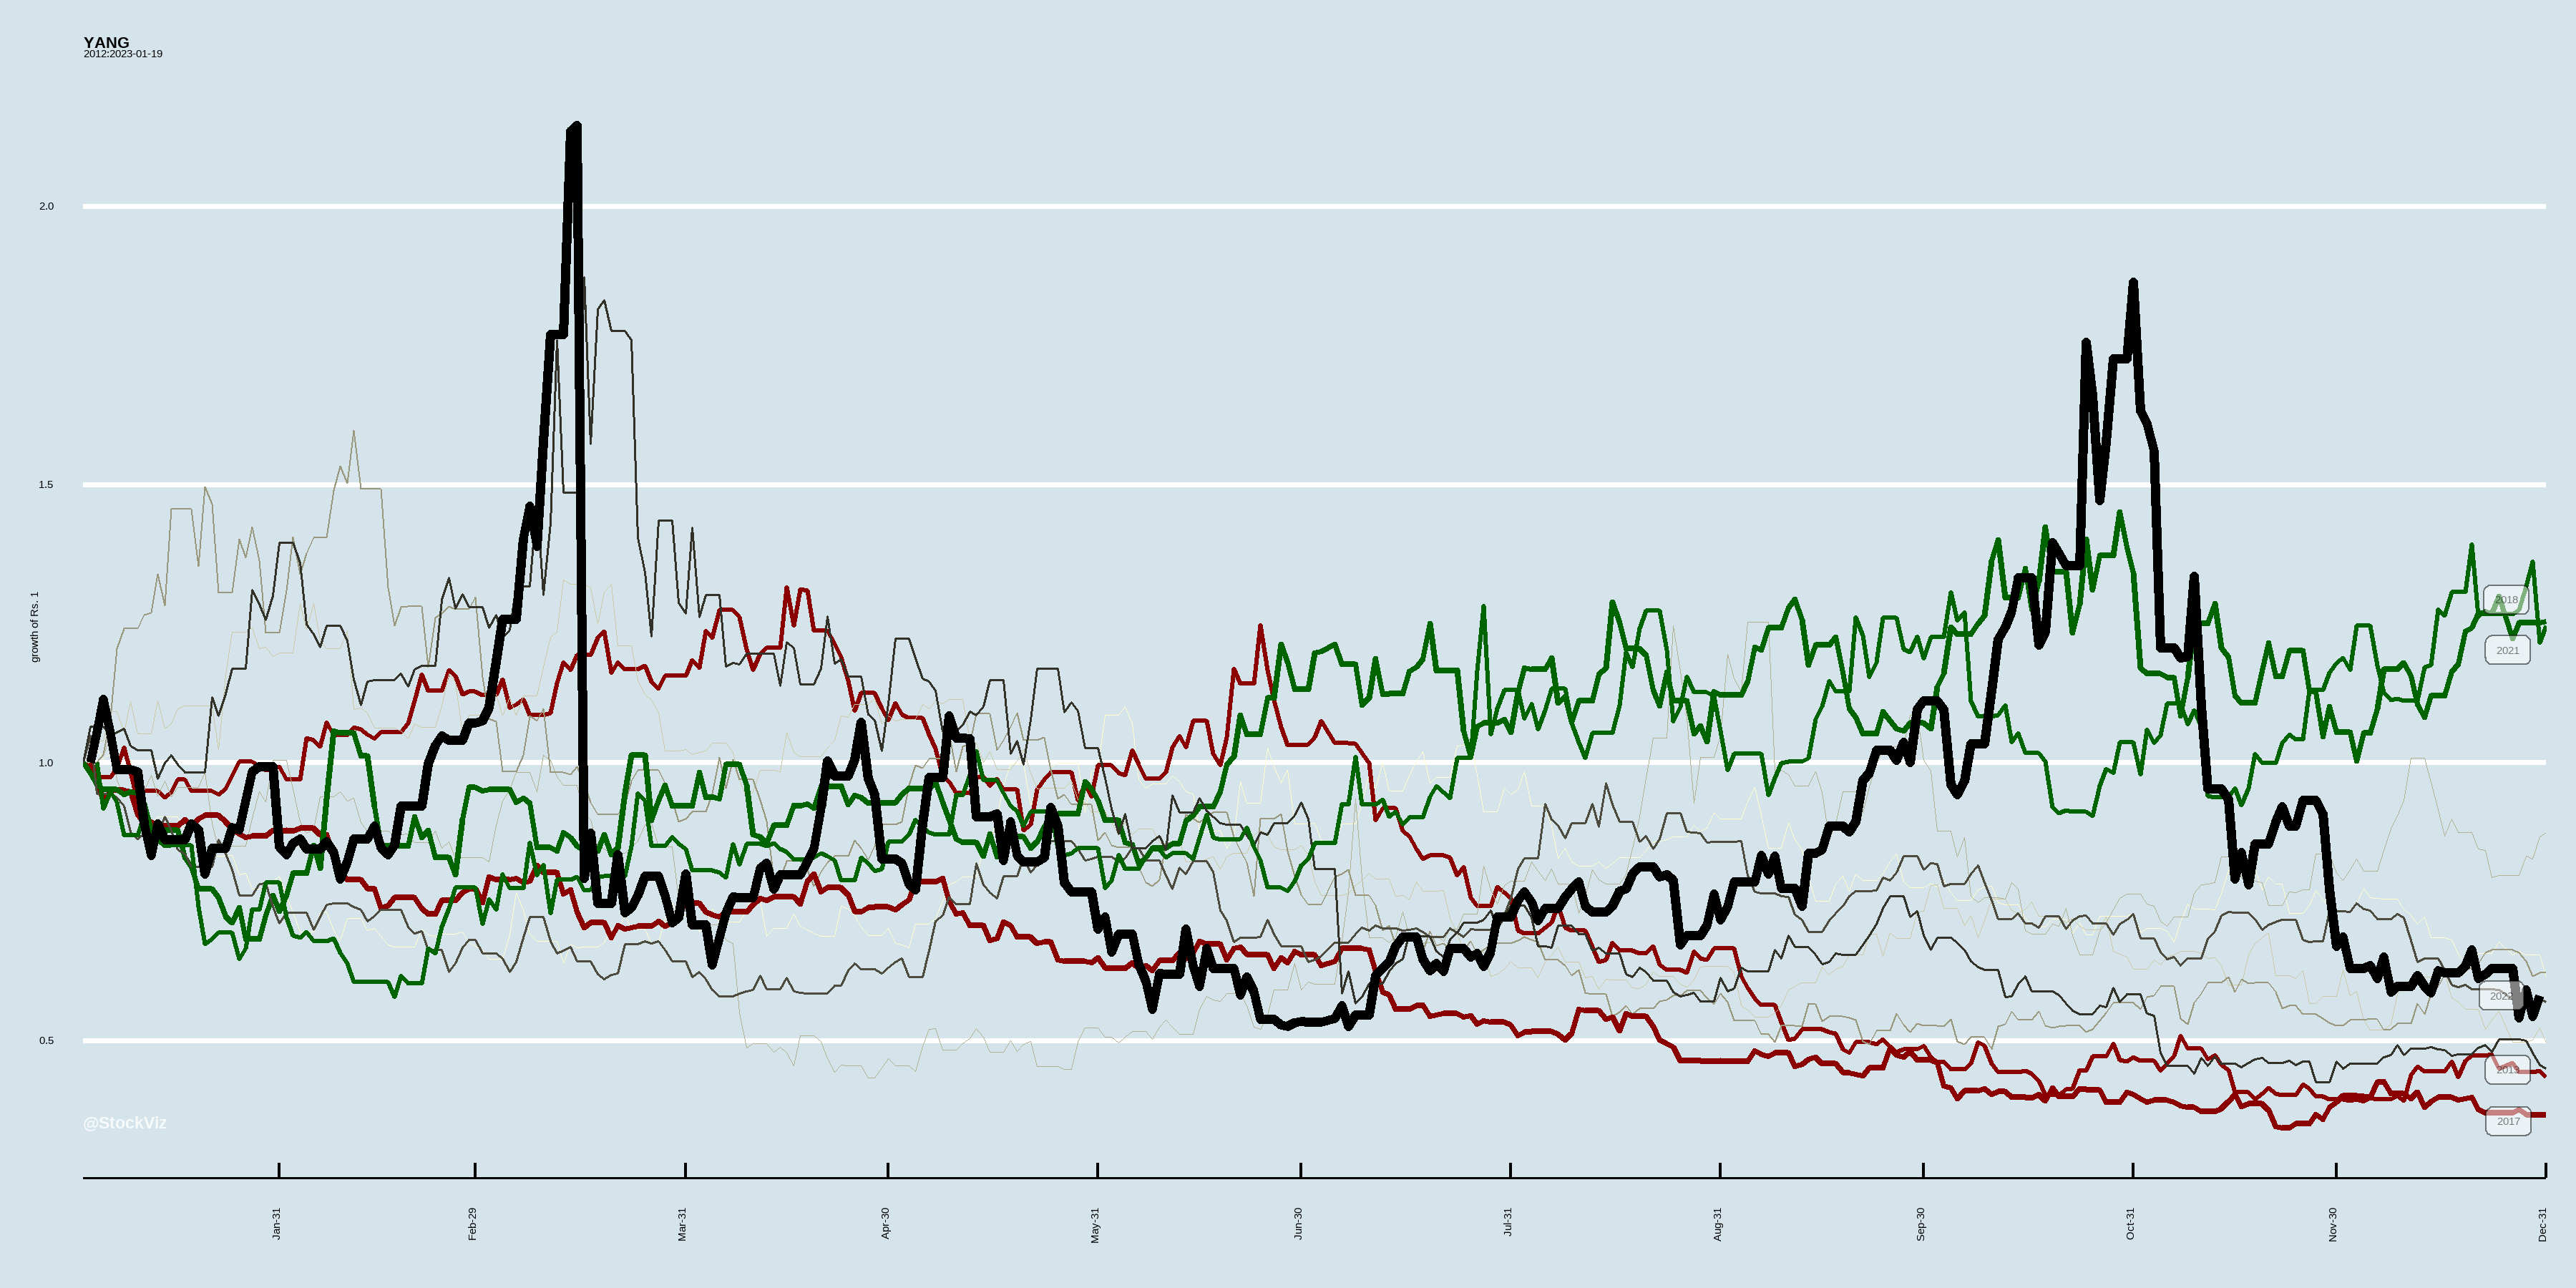 YANG
2012:2023-01-19
2.0
1.5
1.0
0.5
growth of Rs. 1
2018
2021
2022
2019
2017
@StockViz
Jan-31
Feb-29
Mar-31
Apr-30
May-31
Jun-30
Jul-31
Aug-31
Sep-30
Oct-31
Nov-30
Dec-31